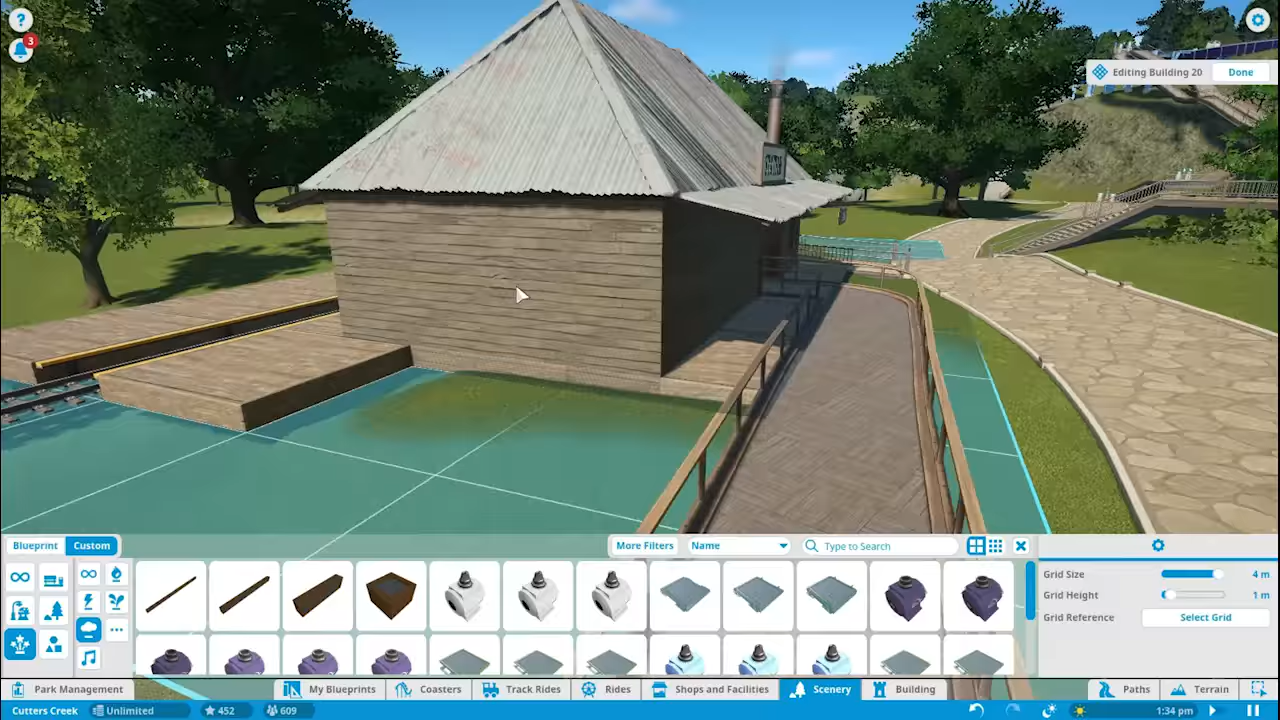 ?
3
Editing Building 20
Done
STATION
Blueprint
Custom
More Filters
Name
Type to Search
Grid Size
4 m
Grid Height
1 m
Grid Reference
Select Grid
Park Management
My Blueprints
Coasters
Track Rides
Rides
Shops and Facilities
Scenery
Building
Paths
Terrain
Cutters Creek
Unlimited
452
609
1:34 pm